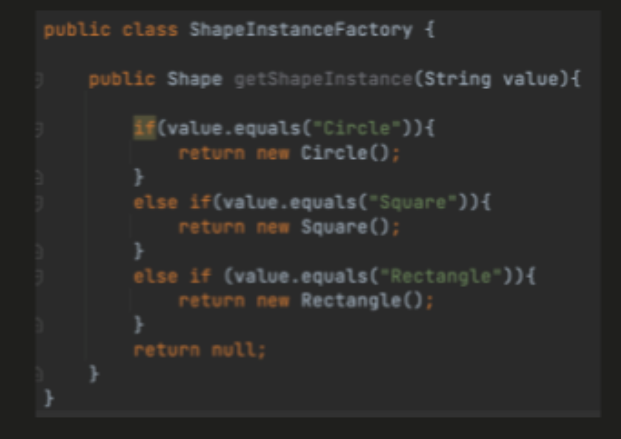 public class ShapeInstanceFactory {
public Shape getShapeInstance(String value){
if(value.equals("Circle")){
return new Circle();
}
else if(value.equals("Square")){
return new Square();
}
else if (value.equals("Rectangle")){
return new Rectangle();
}
return null;
}
}